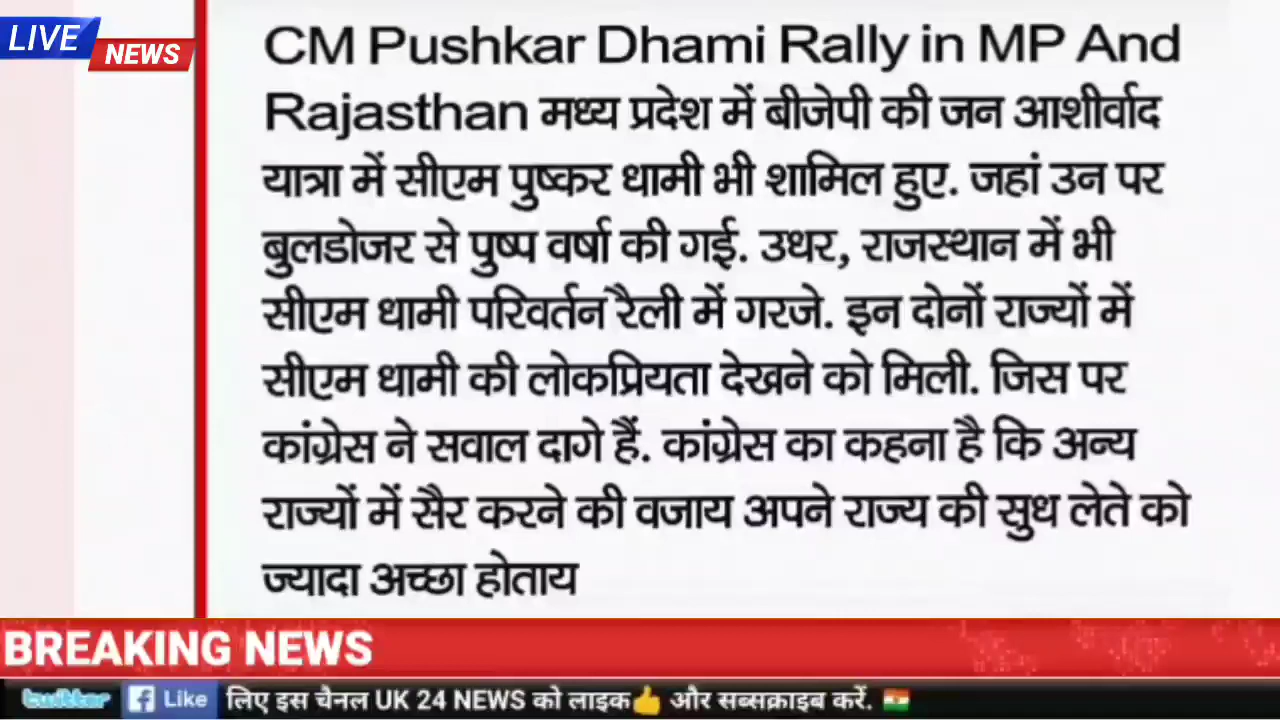 LIVE
NEWS
CM Pushkar Dhami Rally in MP And
Rajasthan मध्य प्रदेश में बीजेपी की जन आशीर्वाद
यात्रा में सीएम पुष्कर धामी भी शामिल हुए. जहां उन पर
बुलडोजर से पुष्प वर्षा की गई. उधर, राजस्थान में भी
सीएम धामी परिवर्तन रैली में गरजे. इन दोनों राज्यों में
सीएम धामी की लोकप्रियता देखने को मिली. जिस पर
कांग्रेस ने सवाल दागे हैं. कांग्रेस का कहना है कि अन्य
राज्यों में सैर करने की वजाय अपने राज्य की सुध लेते को
ज्यादा अच्छा होताय
BREAKING NEWS
twitter f Like लिए इस चैनल UK 24 NEWS को लाइक👍 और सब्सक्राइब करें. 🇮🇳